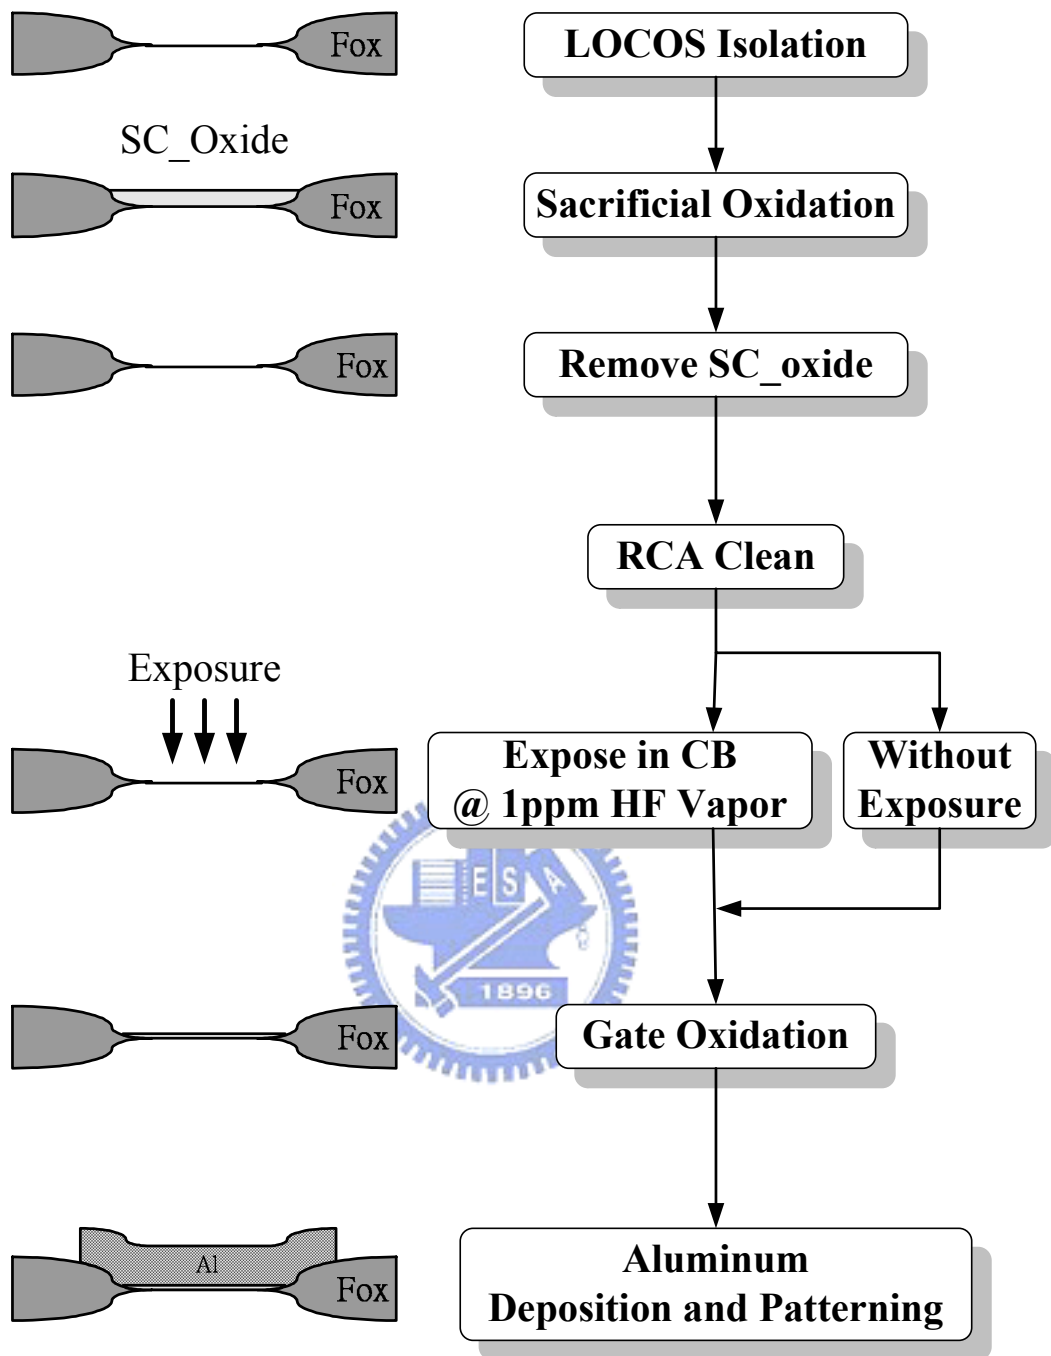 Fox
LOCOS Isolation
SC_Oxide
Fox
Sacrificial Oxidation
Fox
Remove SC_oxide
RCA Clean
Exposure
Fox
Expose in CB
@ 1ppm HF Vapor
Without
Exposure
E S A
1896
Fox
Gate Oxidation
Al
Fox
Aluminum
Deposition and Patterning